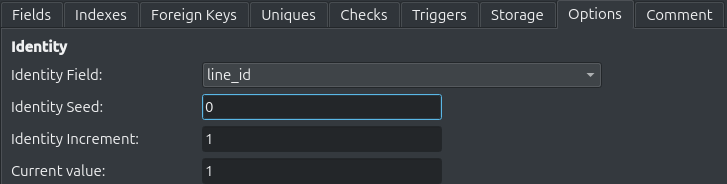 Fields Indexes Foreign Keys Uniques Checks Triggers Storage Options Comment
Identity
Identity Field: line_id
Identity Seed: 0
Identity Increment: 1
Current value: 1